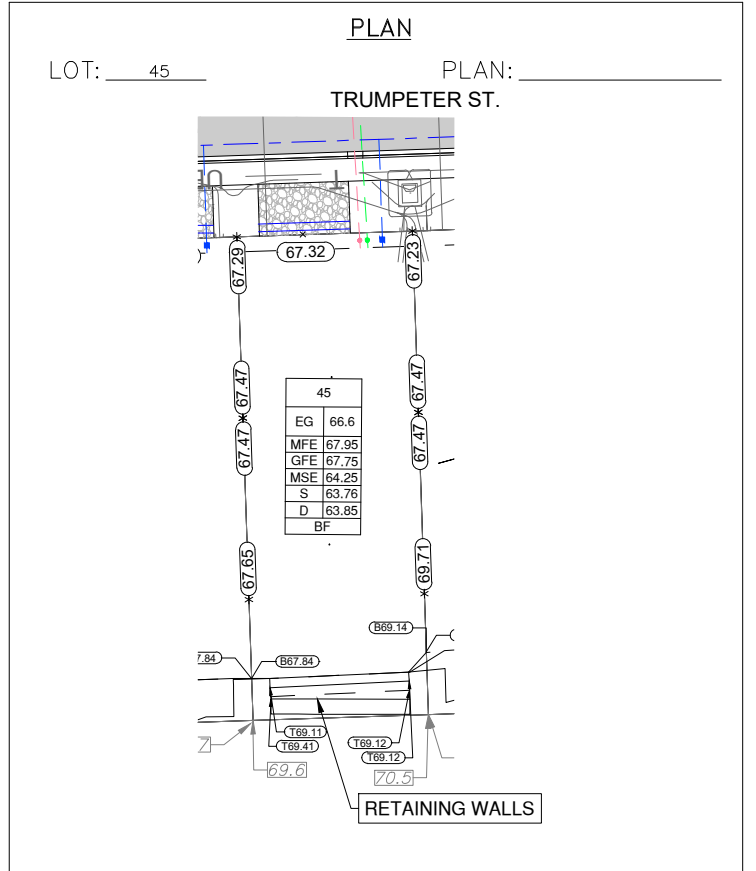 PLAN
LOT: 45 PLAN:
TRUMPETER ST.
67.29
67.32
67.23
67.47
67.47
67.47
67.47
45
EG 66.6
MFE 67.95
GFE 67.75
MSE 64.25
S 63.76
D 63.85
BF
67.65
69.71
B69.14
7.84
B67.84
T69.11
T69.41
T69.12
T69.12
69.6
70.5
RETAINING WALLS